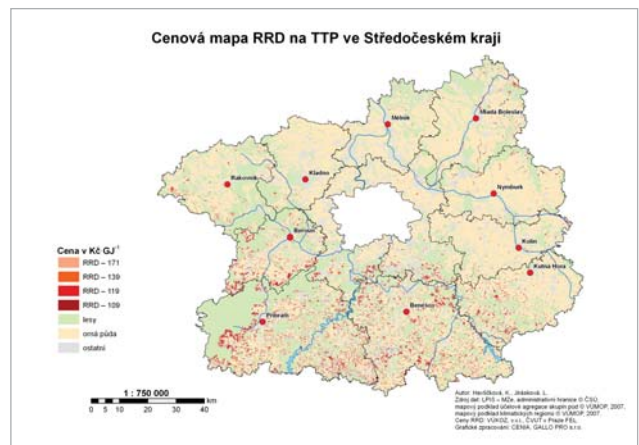 Cenová mapa RRD na TTP ve Středočeském kraji
Mělník
Mladá Boleslav
Kladno
Rakovník
Nymburk
Beroun
Kolín
Kutná Hora
Cena v Kč GJ⁻¹
RRD – 171
RRD – 139
RRD – 119
RRD – 109
lesy
orná půda
ostatní
Příbram
Benešov
1 : 750 000
0 5 10 20 30 40
km
Autor: Havlíčková, K., Jirásková, L.
Zdroj dat: LPIS – MZe, administrativní hranice © ČSÚ,
mapový podklad účelové agregace skupin pod © VÚMOP, 2007,
mapový podklad klimatických regionů © VÚMOP, 2007.
Ceny RRD: VÚKOZ, v.v.i., ČVUT v Praze FEL.
Grafické zpracování: CENIA, GALLO PRO s.r.o.